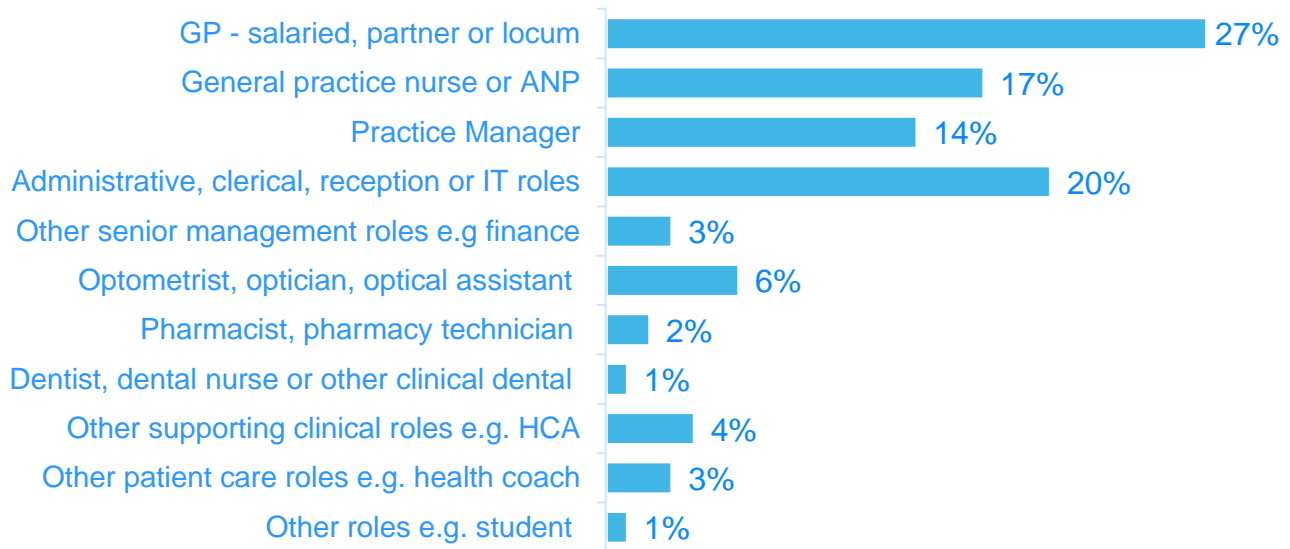 GP - salaried, partner or locum 27%
General practice nurse or ANP 17%
Practice Manager 14%
Administrative, clerical, reception or IT roles 20%
Other senior management roles e.g finance 3%
Optometrist, optician, optical assistant 6%
Pharmacist, pharmacy technician 2%
Dentist, dental nurse or other clinical dental 1%
Other supporting clinical roles e.g. HCA 4%
Other patient care roles e.g. health coach 3%
Other roles e.g. student 1%